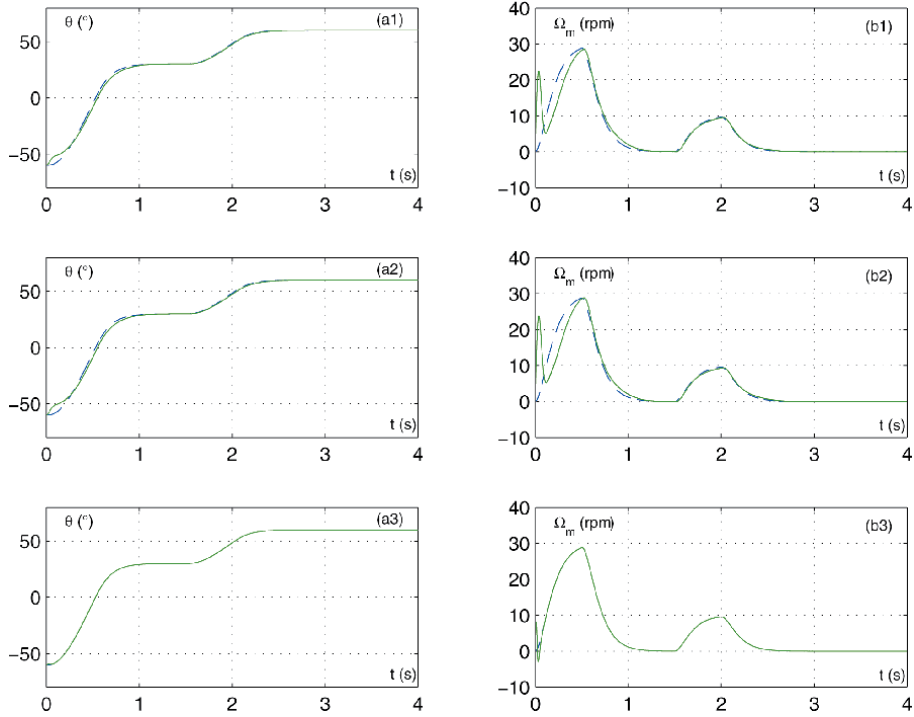 θ (°) (a1)
50
0
−50
t (s)
0 1 2 3 4
40
Ωm (rpm) (b1)
30
20
10
0
t (s)
−10
0 1 2 3 4
θ (°) (a2)
50
0
−50
t (s)
0 1 2 3 4
40
Ωm (rpm) (b2)
30
20
10
0
t (s)
−10
0 1 2 3 4
θ (°) (a3)
50
0
−50
t (s)
0 1 2 3 4
40
Ωm (rpm) (b3)
30
20
10
0
t (s)
−10
0 1 2 3 4